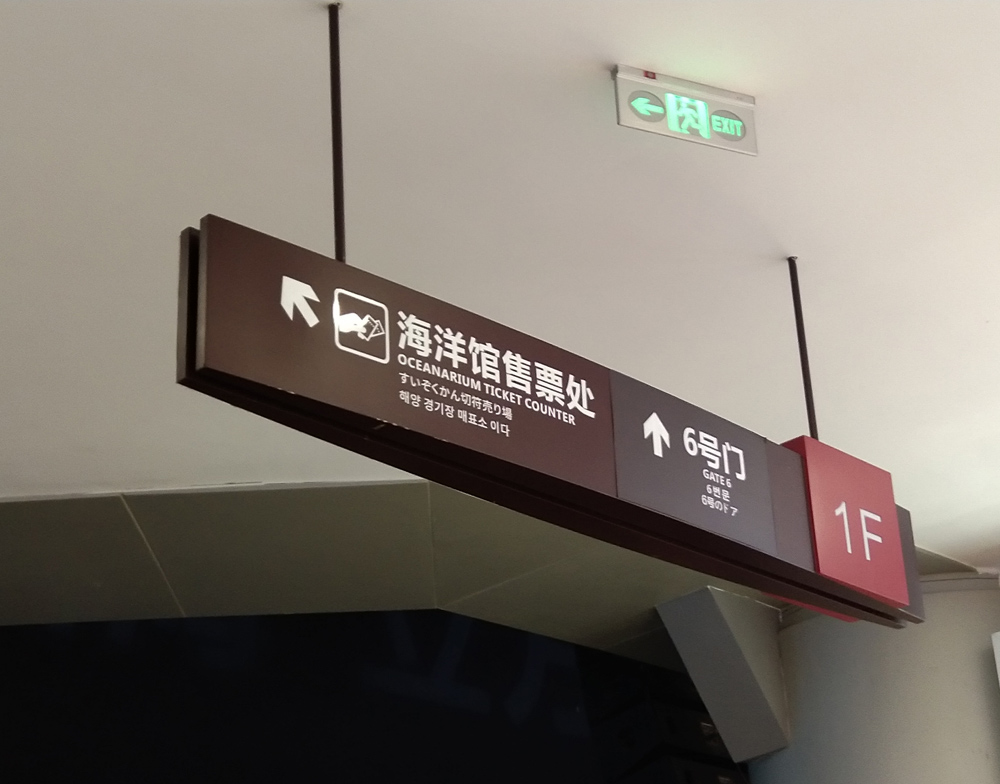 EXIT
海洋馆售票处
OCEANARIUM TICKET COUNTER
すいぞくかん切符売り場
해양 경기장 매표소 이다
6号门
GATE 6
6번 문
6号のドア
1F